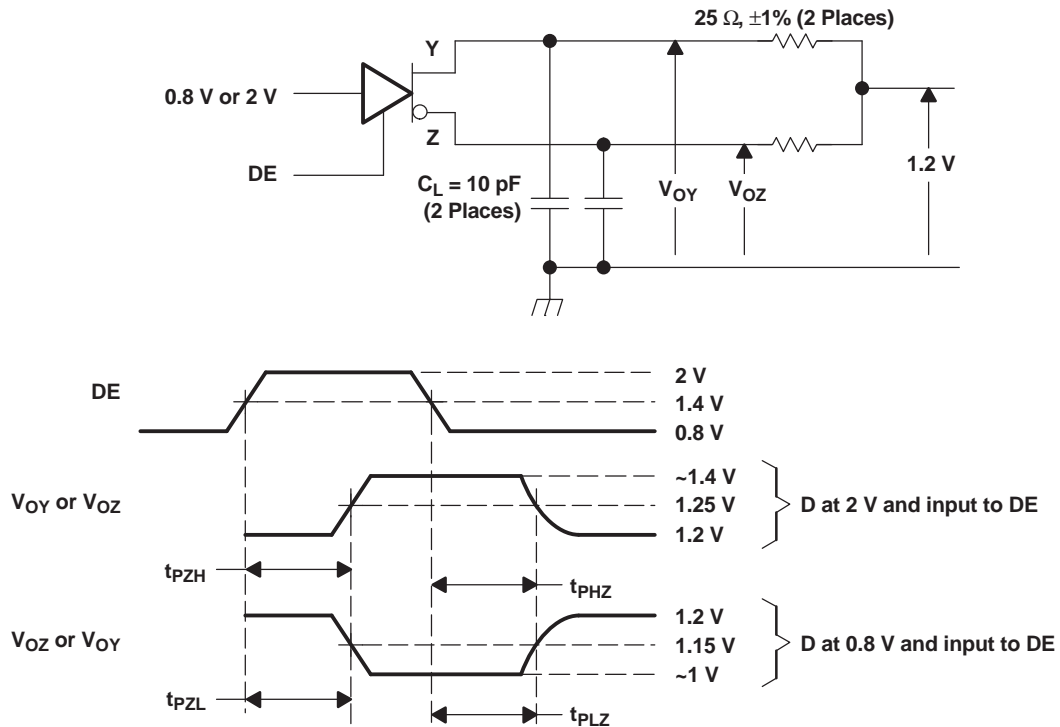 25 Ω, ±1% (2 Places)
Y
0.8 V or 2 V
Z
DE
1.2 V
C_L = 10 pF
(2 Places)
V_OY
V_OZ
DE
2 V
1.4 V
0.8 V
V_OY or V_OZ
~1.4 V
1.25 V
1.2 V
D at 2 V and input to DE
t_PZH
t_PHZ
V_OZ or V_OY
1.2 V
1.15 V
~1 V
D at 0.8 V and input to DE
t_PZL
t_PLZ